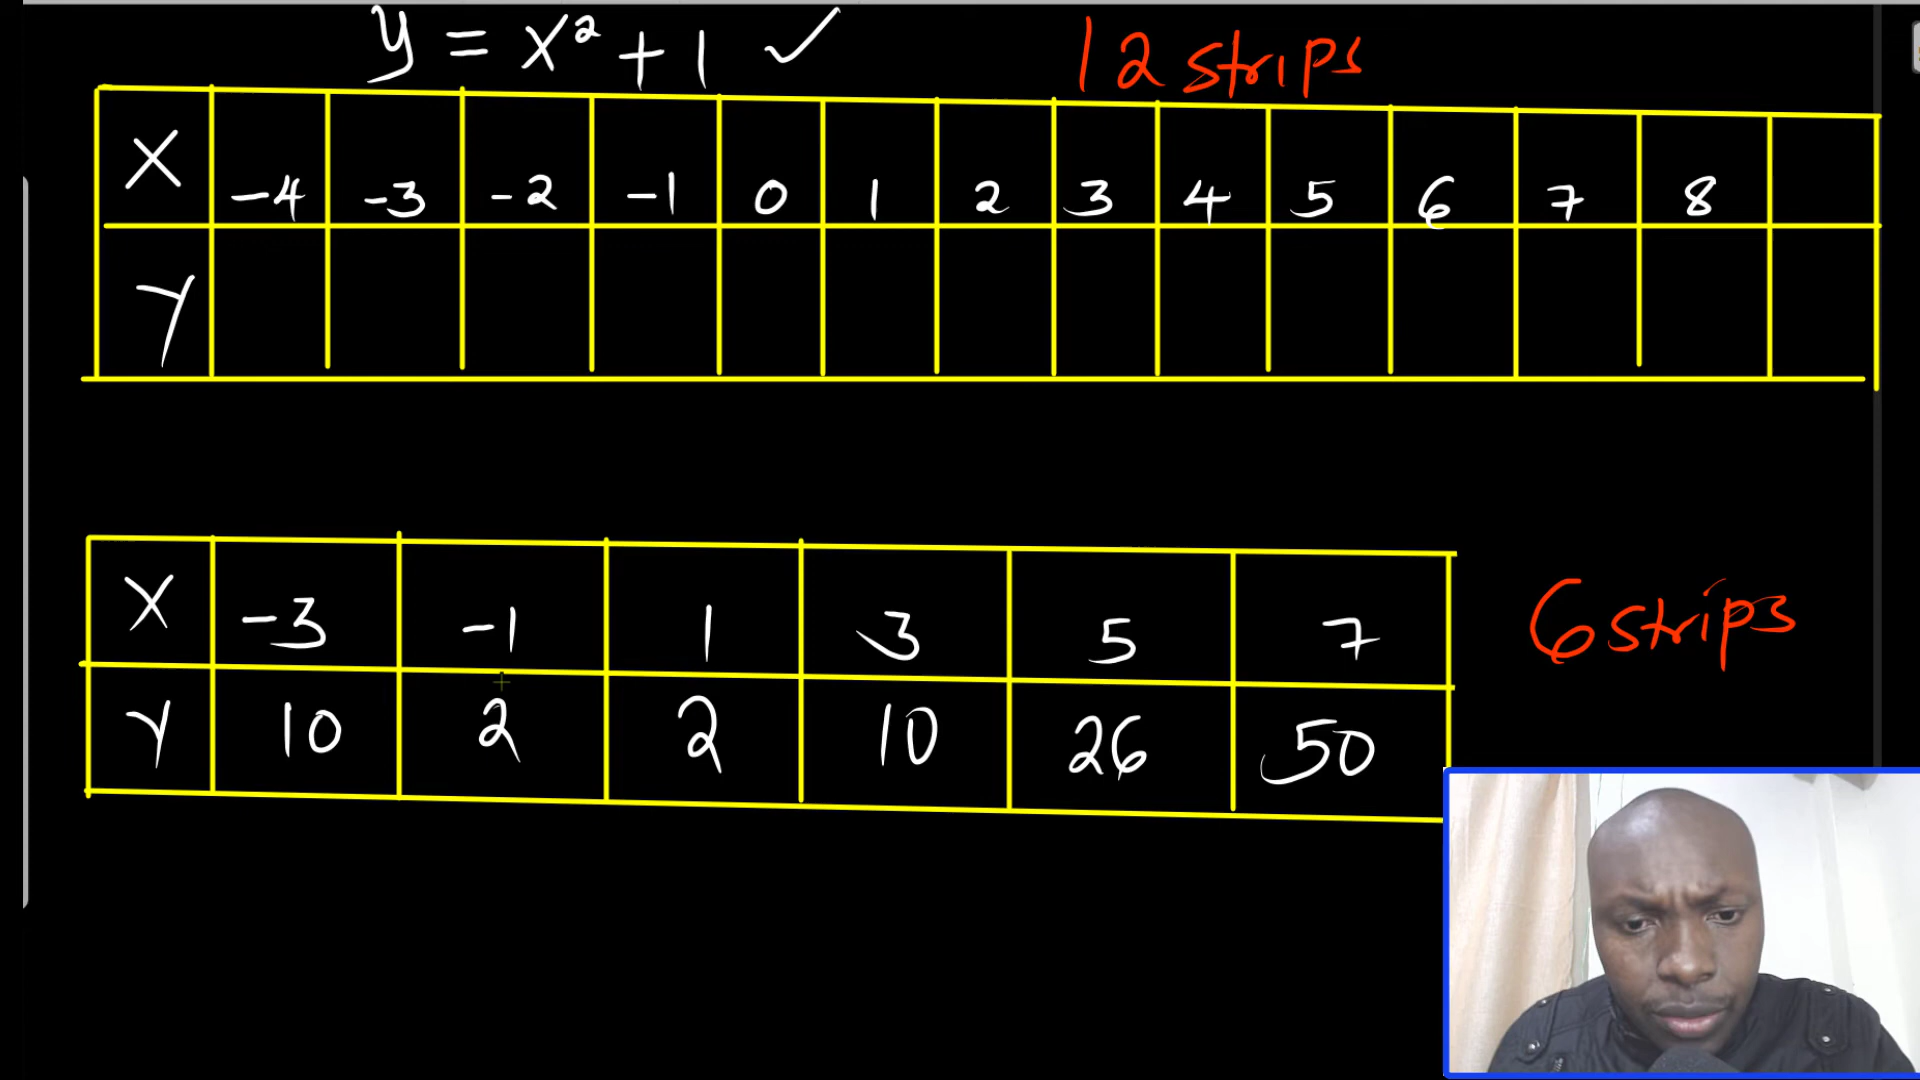 y = x² + 1 ✓ 12 strips
X -4 -3 -2 -1 0 1 2 3 4 5 6 7 8
Y
X -3 -1 1 3 5 7 6 strips
Y 10 2 2 10 26 50